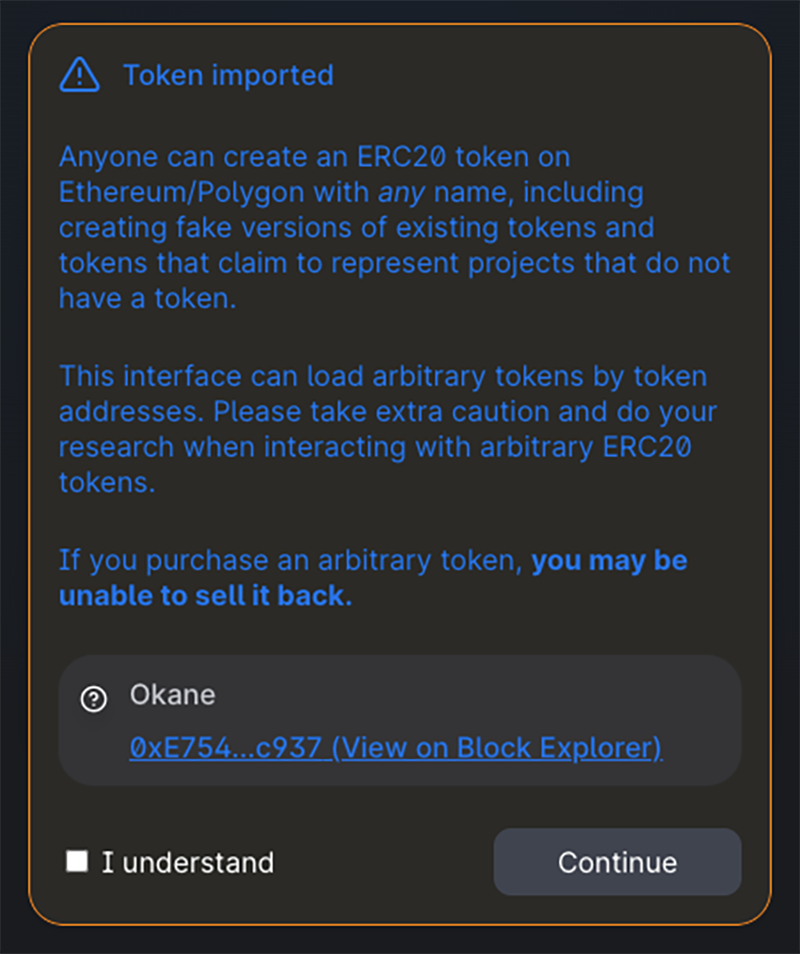 Token imported
Anyone can create an ERC20 token on
Ethereum/Polygon with any name, including
creating fake versions of existing tokens and
tokens that claim to represent projects that do not
have a token.
This interface can load arbitrary tokens by token
addresses. Please take extra caution and do your
research when interacting with arbitrary ERC20
tokens.
If you purchase an arbitrary token, you may be
unable to sell it back.
Okane
0xE754...c937 (View on Block Explorer)
I understand
Continue